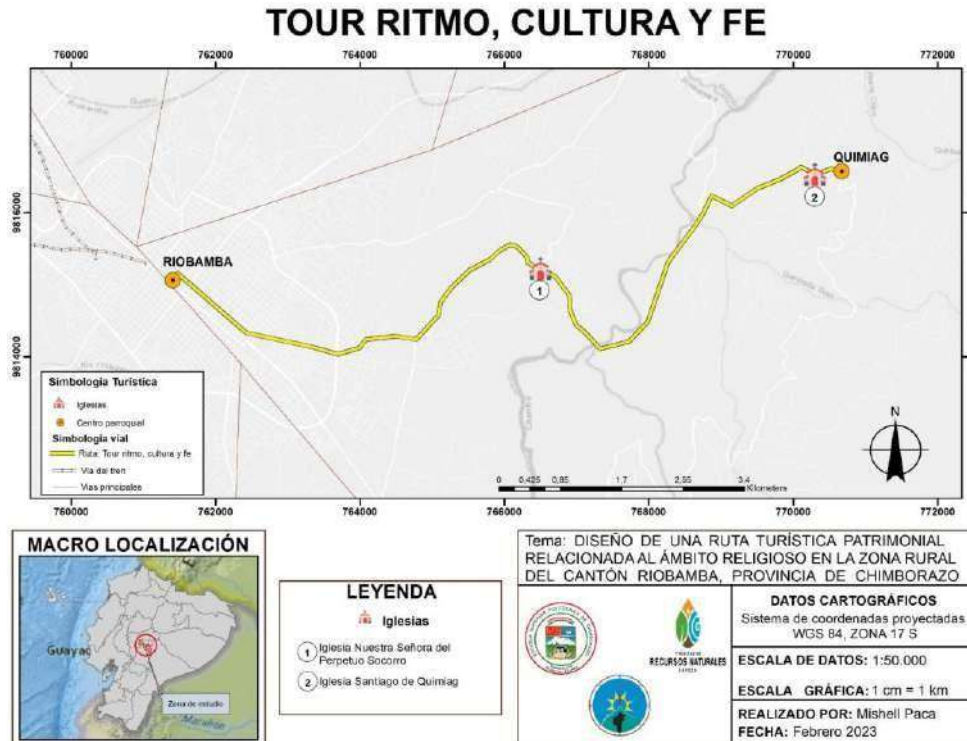 TOUR RITMO, CULTURA Y FE
760000 762000 764000 766000 768000 770000 772000
QUIMIAG
2
9816000
RIOBAMBA
1
9814000
Simbología Turística
Iglesias
Centro parroquial
Simbología vial
Ruta: Tour ritmo, cultura y fe
Vía del tren
Vías principales
N
0 0,425 0,85 1,7 2,55 3,4
Kilometers
760000 762000 764000 766000 768000 770000 772000
MACRO LOCALIZACIÓN
Guayaq
Zona de estudio
LEYENDA
Iglesias
1 Iglesia Nuestra Señora del
Perpetuo Socorro
2 Iglesia Santiago de Quimiag
Tema: DISEÑO DE UNA RUTA TURÍSTICA PATRIMONIAL
RELACIONADA AL ÁMBITO RELIGIOSO EN LA ZONA RURAL
DEL CANTÓN RIOBAMBA, PROVINCIA DE CHIMBORAZO
RECURSOS NATURALES
DATOS CARTOGRÁFICOS
Sistema de coordenadas proyectadas
WGS 84, ZONA 17 S
ESCALA DE DATOS: 1:50.000
ESCALA GRÁFICA: 1 cm = 1 km
REALIZADO POR: Mishell Paca
FECHA: Febrero 2023